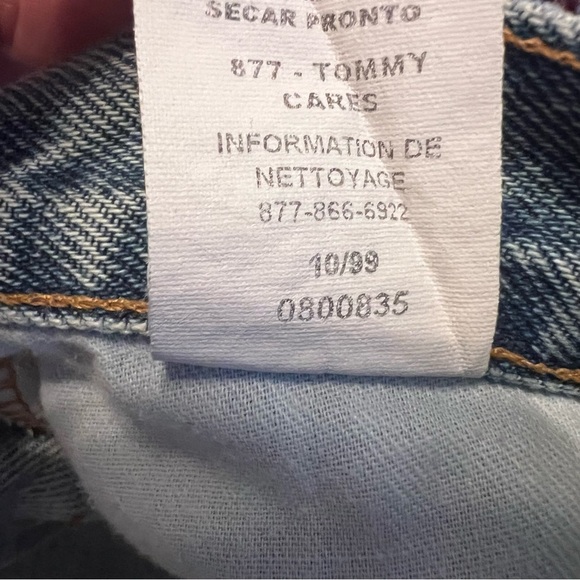 SECAR PRONTO
877 - TOMMY
CARES
INFORMATION DE
NETTOYAGE
877-866-6922
10/99
0800835